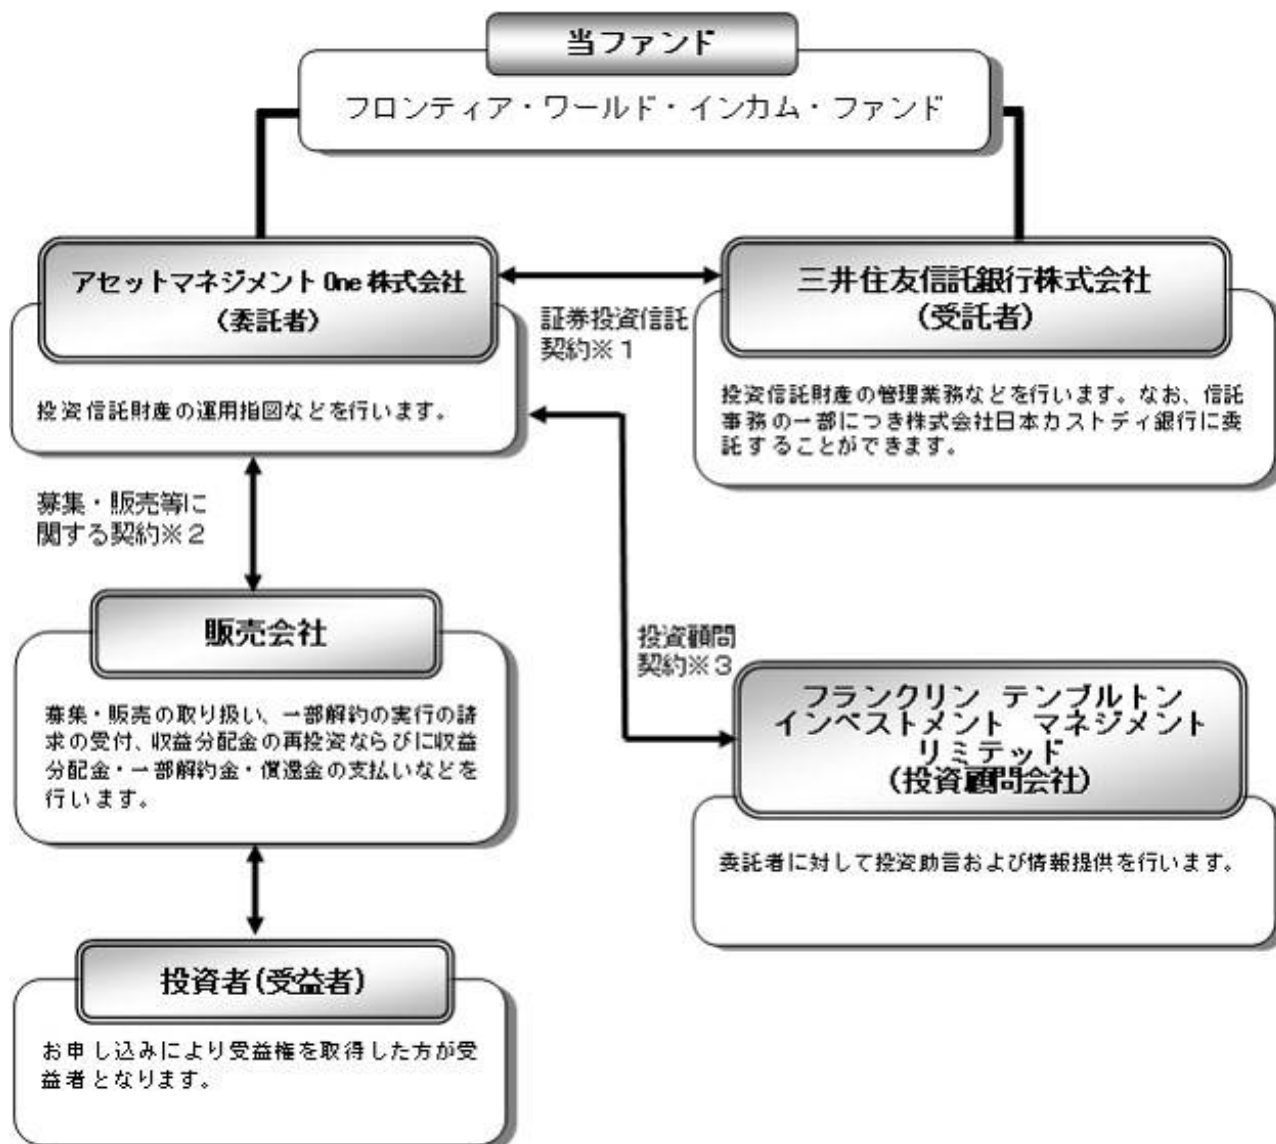 当ファンド
フロンティア・ワールド・インカム・ファンド
アセットマネジメント One 株式会社
(委託者)
投資信託財産の運用指図などを行います。
証券投資信託
契約※1
三井住友信託銀行株式会社
(受託者)
投資信託財産の管理業務などを行います。なお、信託
事務の一部につき株式会社日本カストディ銀行に委
託することができます。
募集・販売等に
関する契約※2
販売会社
募集・販売の取り扱い、一部解約の実行の請
求の受付、収益分配金の再投資ならびに収益
分配金・一部解約金・償還金の支払いなどを
行います。
投資顧問
契約※3
フランクリン テンプルトン
インベストメント マネジメント
リミテッド
(投資顧問会社)
委託者に対して投資助言および情報提供を行います。
投資者(受益者)
お申し込みにより受益権を取得した方が受
益者となります。